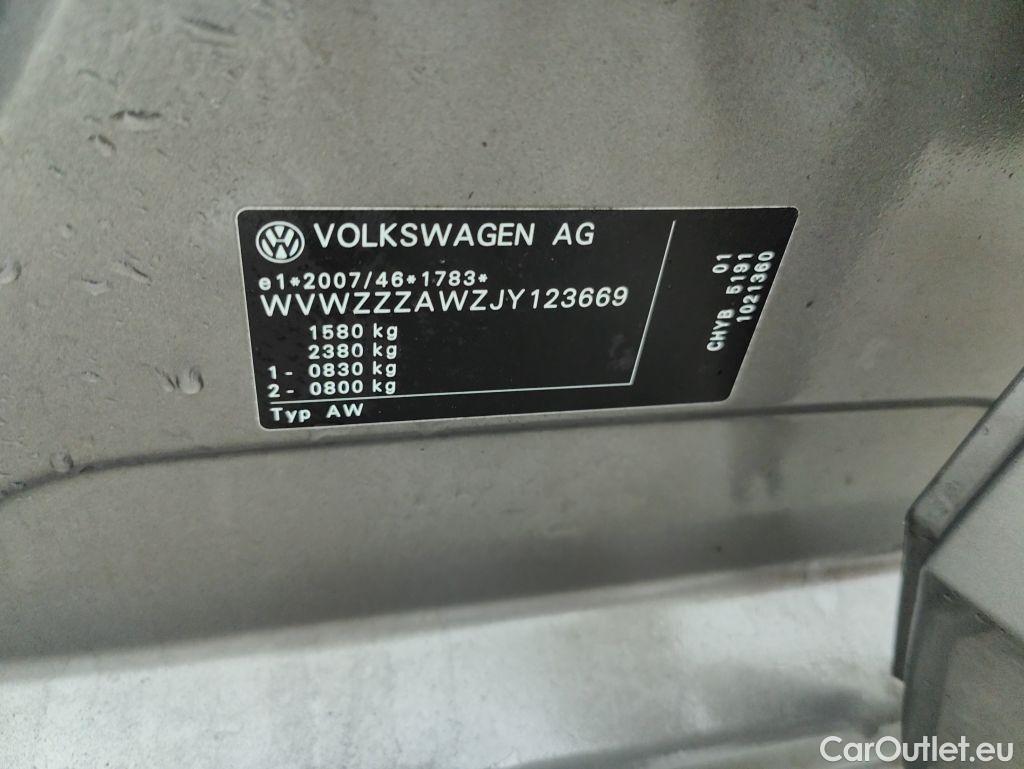 VOLKSWAGEN AG
e1*2007/46*1783*
WVWZZZAWZJY123669
1580 kg
2380 kg
1- 0830 kg
2- 0800 kg
Typ AW
01
CHYB 5191
1021360
CarOutlet.eu